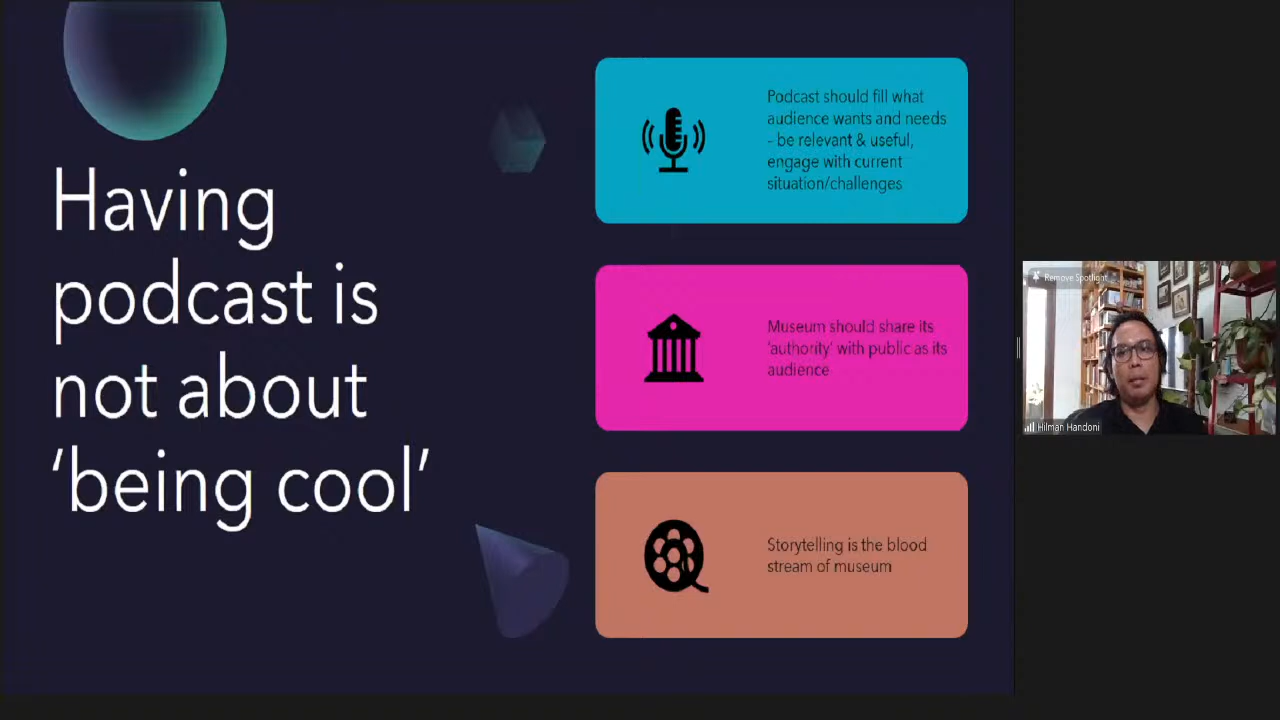 Having
podcast is
not about
‘being cool’
Podcast should fill what
audience wants and needs
- be relevant & useful,
engage with current
situation/challenges
Museum should share its
‘authority’ with public as its
audience
Storytelling is the blood
stream of museum
Remove Spotlight
Hilman Handoni